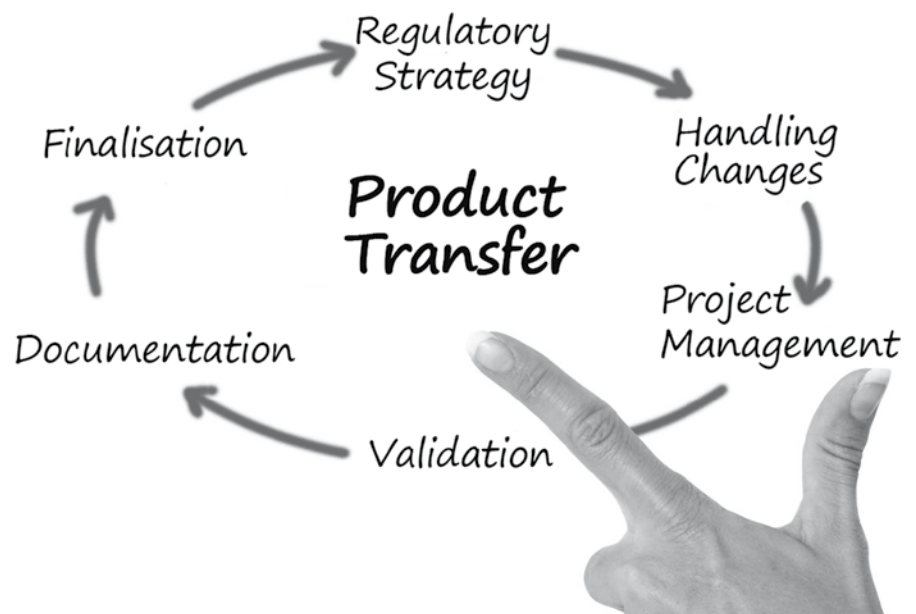 Regulatory
Strategy
Handling
Changes
Project
Management
Validation
Documentation
Finalisation
Product
Transfer